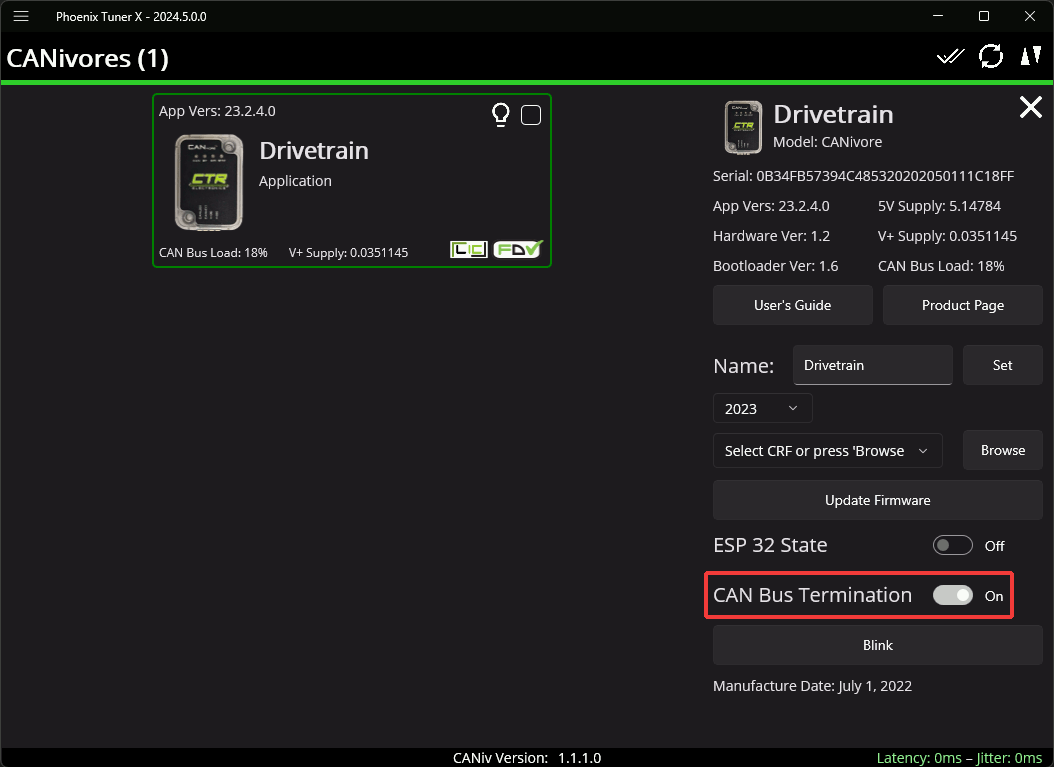 Phoenix Tuner X - 2024.5.0.0
CANivores (1)
App Vers: 23.2.4.0
Drivetrain
Application
CTR
CAN Bus Load: 18%
V+ Supply: 0.0351145
LIC
FDV
Drivetrain
Model: CANivore
CTR
Serial: 0B34FB57394C485320202050111C18FF
App Vers: 23.2.4.0
5V Supply: 5.14784
Hardware Ver: 1.2
V+ Supply: 0.0351145
Bootloader Ver: 1.6
CAN Bus Load: 18%
User's Guide
Product Page
Name:
Drivetrain
Set
2023
Select CRF or press 'Browse
Browse
Update Firmware
ESP 32 State
Off
CAN Bus Termination
On
Blink
Manufacture Date: July 1, 2022
CANiv Version: 1.1.1.0
Latency: 0ms – Jitter: 0ms